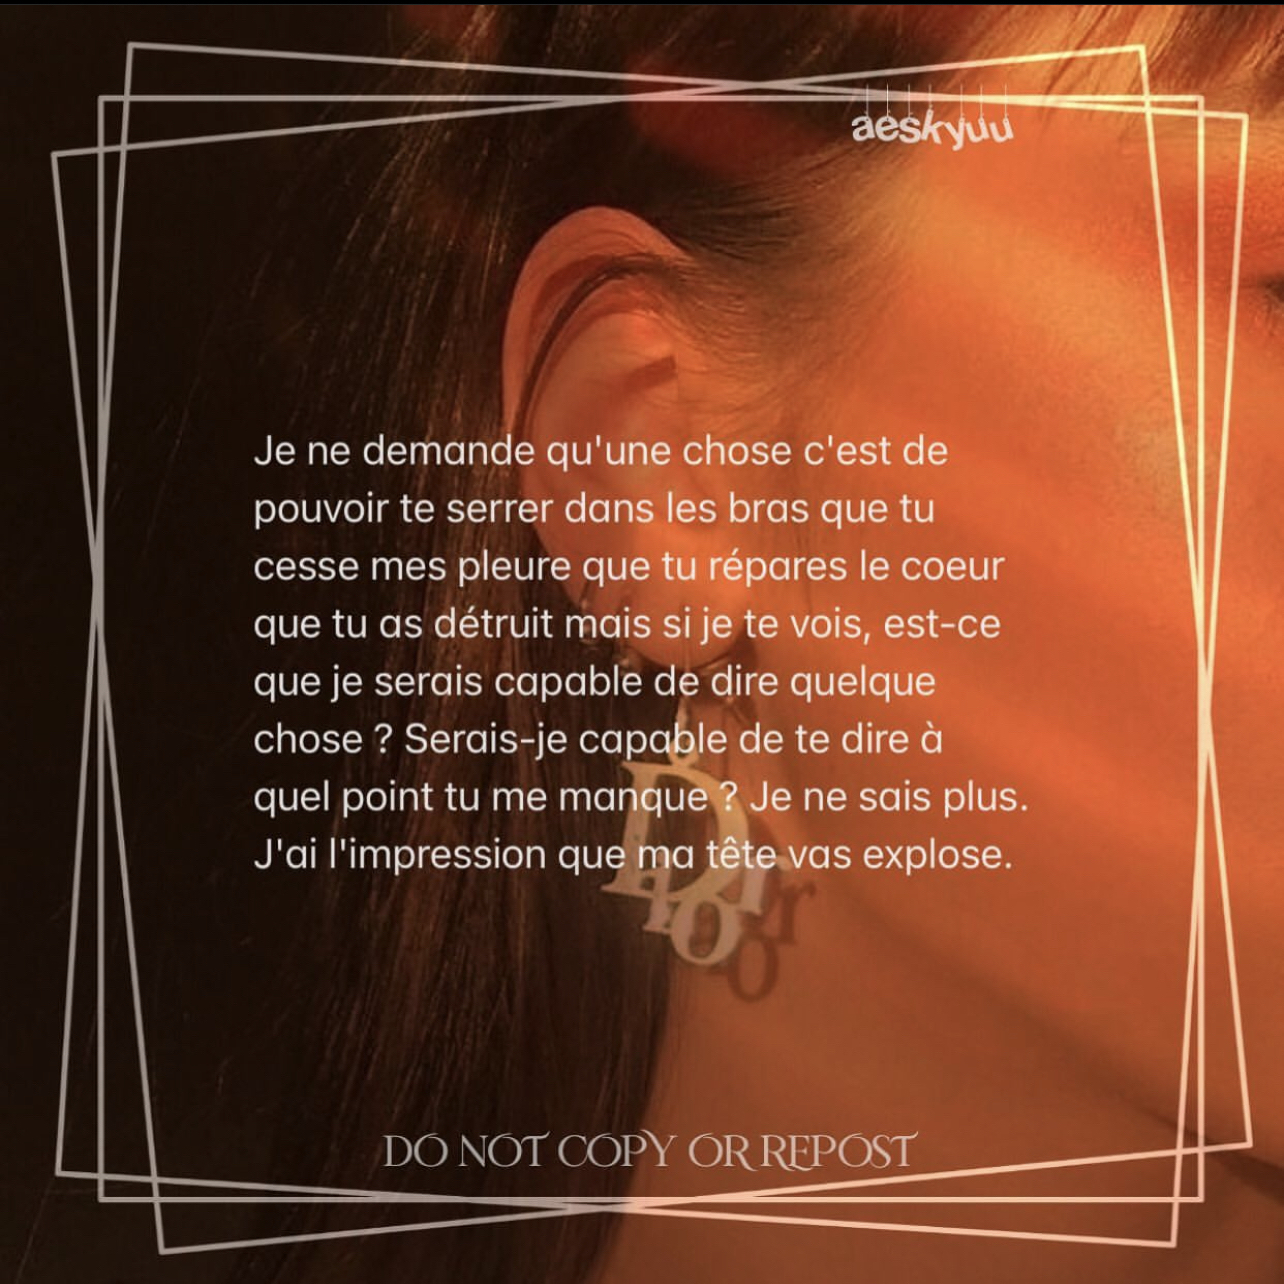 aeskyuu
Je ne demande qu'une chose c'est de
pouvoir te serrer dans les bras que tu
cesse mes pleure que tu répares le coeur
que tu as détruit mais si je te vois, est-ce
que je serais capable de dire quelque
chose ? Serais-je capable de te dire à
quel point tu me manque ? Je ne sais plus.
J'ai l'impression que ma tête vas explose.
Dior
DO NOT COPY OR REPOST